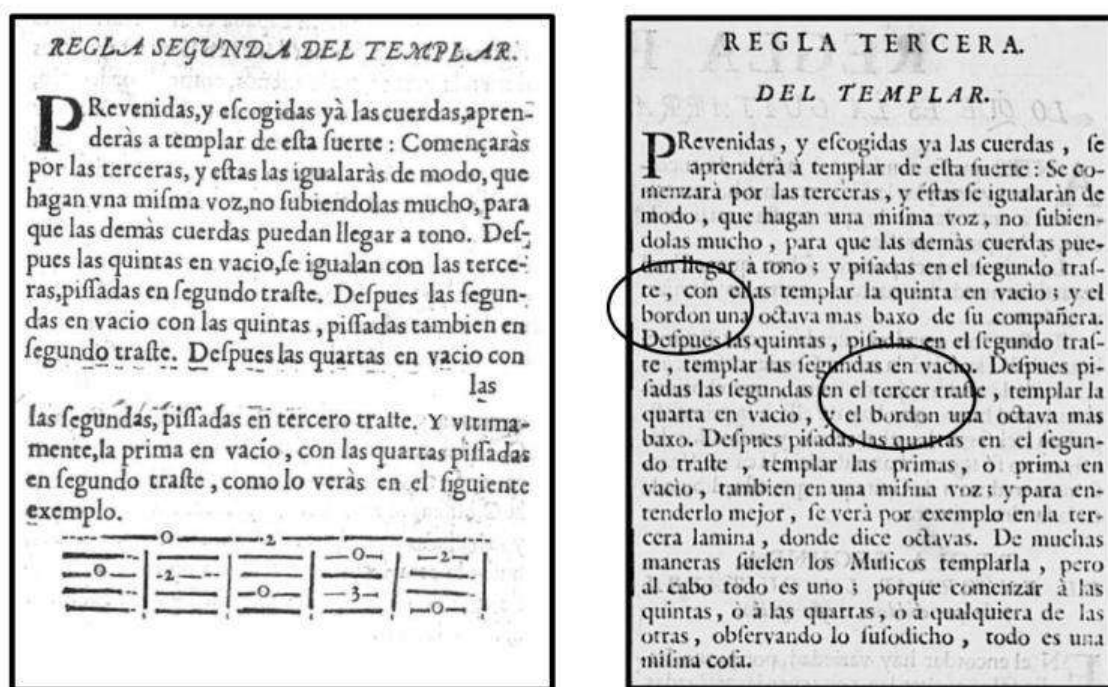 REGLA SEGUNDA DEL TEMPLAR.
PRevenidas,y eſcogidas yà las cuerdas,apren-
deràs a templar de eſta ſuerte : Començaràs
por las terceras, y eſtas las igualaràs de modo, que
hagan vna miſma voz,no ſubiendolas mucho, para
que las demàs cuerdas puedan llegar a tono. Deſ-
pues las quintas en vacio,ſe igualan con las terce-
ras,piſſadas en ſegundo traſte. Deſpues las ſegun-
das en vacio con las quintas , piſſadas tambien en
ſegundo traſte. Deſpues las quartas en vacio con
las
las ſegundas, piſſadas en tercero traſte. Y vltima-
mente,la prima en vacio , con las quartas piſſadas
en ſegundo traſte , como lo veràs en el ſiguiente
exemplo.
0 2
0 2
0 2
0 3
0
REGLA TERCERA.
DEL TEMPLAR.
PRevenidas, y eſcogidas ya las cuerdas , ſe
aprenderà à templar de eſta ſuerte : Se co-
menzarà por las terceras , y éſtas ſe igualaràn de
modo , que hagan una miſma voz , no ſubien-
dolas mucho , para que las demàs cuerdas pue-
dan llegar à tono ; y piſadas en el ſegundo traſ-
te , con ellas templar la quinta en vacio ; y el
bordon una octava mas baxo de ſu compañera.
Deſpues las quintas , piſadas en el ſegundo traſ-
te , templar las ſegundas en vacio. Deſpues pi-
ſadas las ſegundas en el tercer traſte , templar la
quarta en vacio , y el bordon una octava mas
baxo. Deſpues piſadas las quartas en el ſegun-
do traſte , templar las primas , ò prima en
vacio , tambien en una miſma voz ; y para en-
tenderlo mejor , ſe verà por exemplo en la ter-
cera lamina , donde dice octavas. De muchas
maneras ſuelen los Muſicos templarla , pero
al cabo todo es uno ; porque comenzar à las
quintas , ò à las quartas , ò à qualquiera de las
otras , obſervando lo ſuſodicho , todo es una
miſma coſa.